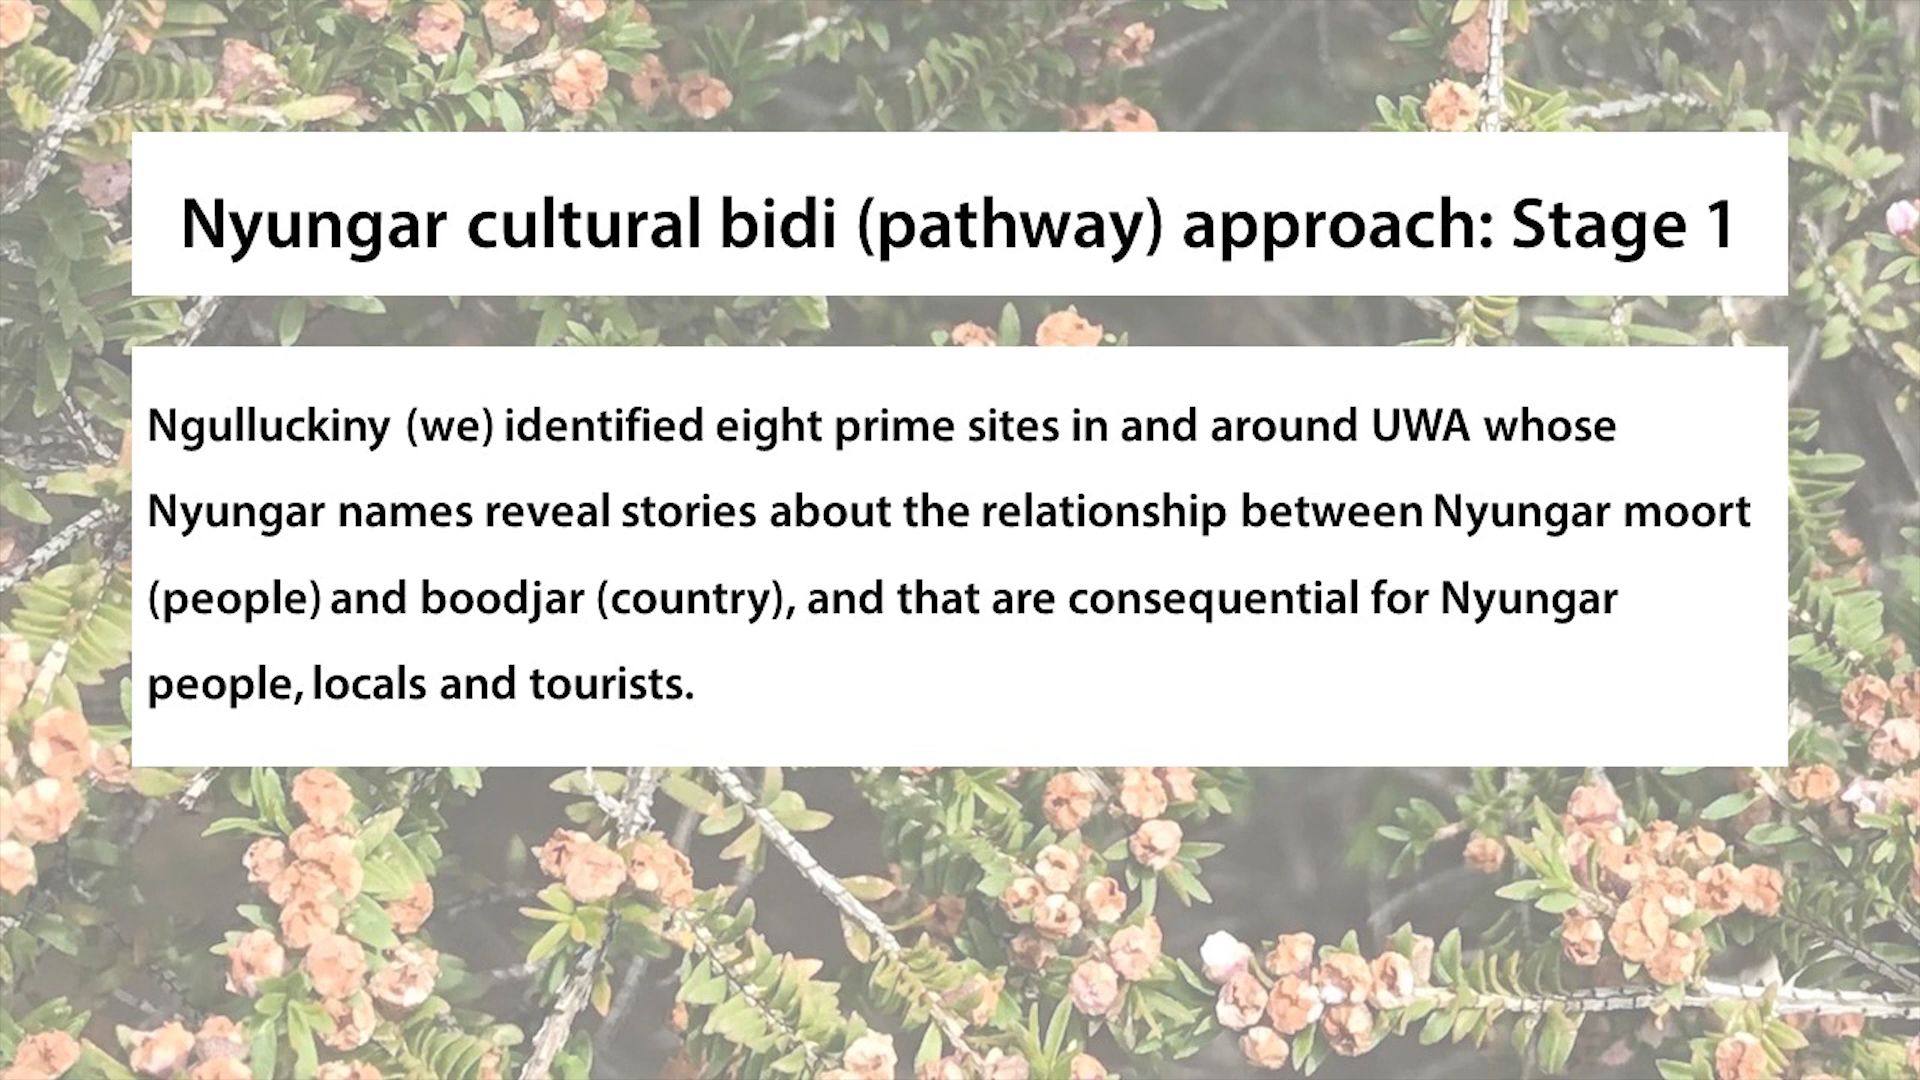 Nyungar cultural bidi (pathway) approach: Stage 1
Ngulluckiny (we) identified eight prime sites in and around UWA whose
Nyungar names reveal stories about the relationship between Nyungar moort
(people) and boodjar (country), and that are consequential for Nyungar
people, locals and tourists.